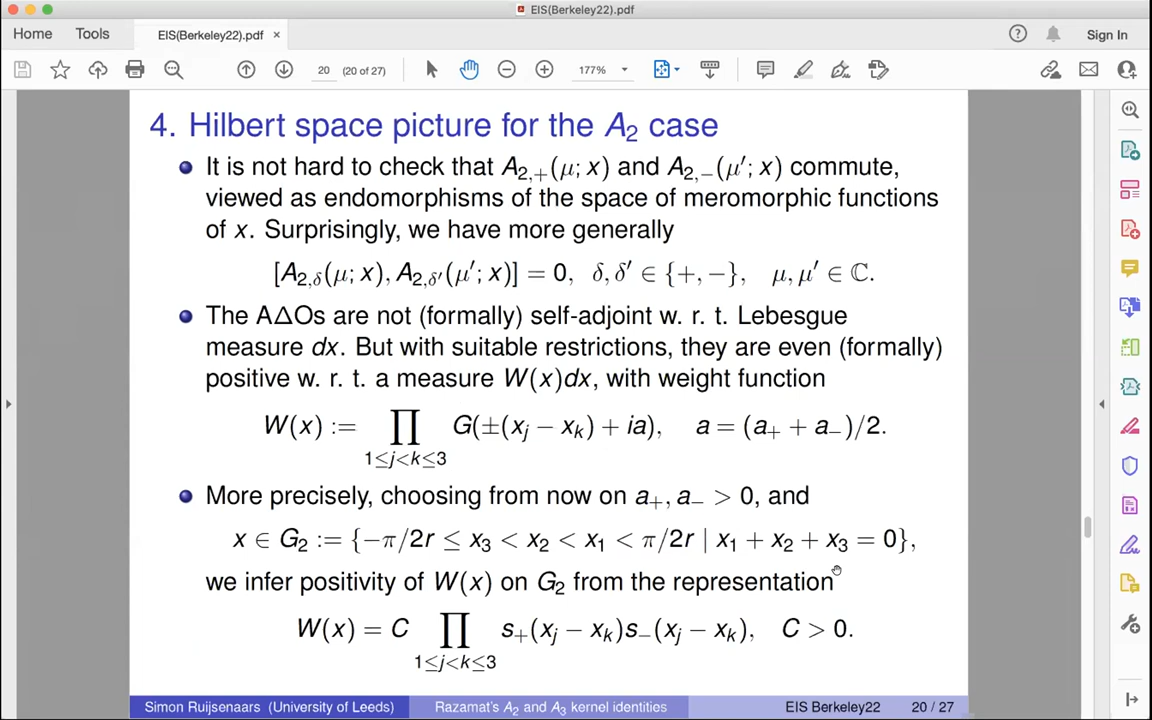 EIS(Berkeley22).pdf
Home Tools EIS(Berkeley22).pdf × Sign In
20 (20 of 27) 177%
4. Hilbert space picture for the A₂ case
It is not hard to check that A₂,₊(μ; x) and A₂,₋(μ′; x) commute,
viewed as endomorphisms of the space of meromorphic functions
of x. Surprisingly, we have more generally
[A₂,δ(μ; x), A₂,δ′(μ′; x)] = 0, δ, δ′ ∈ {+, −}, μ, μ′ ∈ ℂ.
The AΔOs are not (formally) self-adjoint w. r. t. Lebesgue
measure dx. But with suitable restrictions, they are even (formally)
positive w. r. t. a measure W(x)dx, with weight function
W(x) := ∏ G(±(xⱼ − xₖ) + ia), a = (a₊ + a₋)/2.
1≤j<k≤3
More precisely, choosing from now on a₊, a₋ > 0, and
x ∈ G₂ := {−π/2r ≤ x₃ < x₂ < x₁ < π/2r | x₁ + x₂ + x₃ = 0},
we infer positivity of W(x) on G₂ from the representation
W(x) = C ∏ s₊(xⱼ − xₖ)s₋(xⱼ − xₖ), C > 0.
1≤j<k≤3
Simon Ruijsenaars (University of Leeds) Razamat's A₂ and A₃ kernel identities EIS Berkeley22 20 / 27